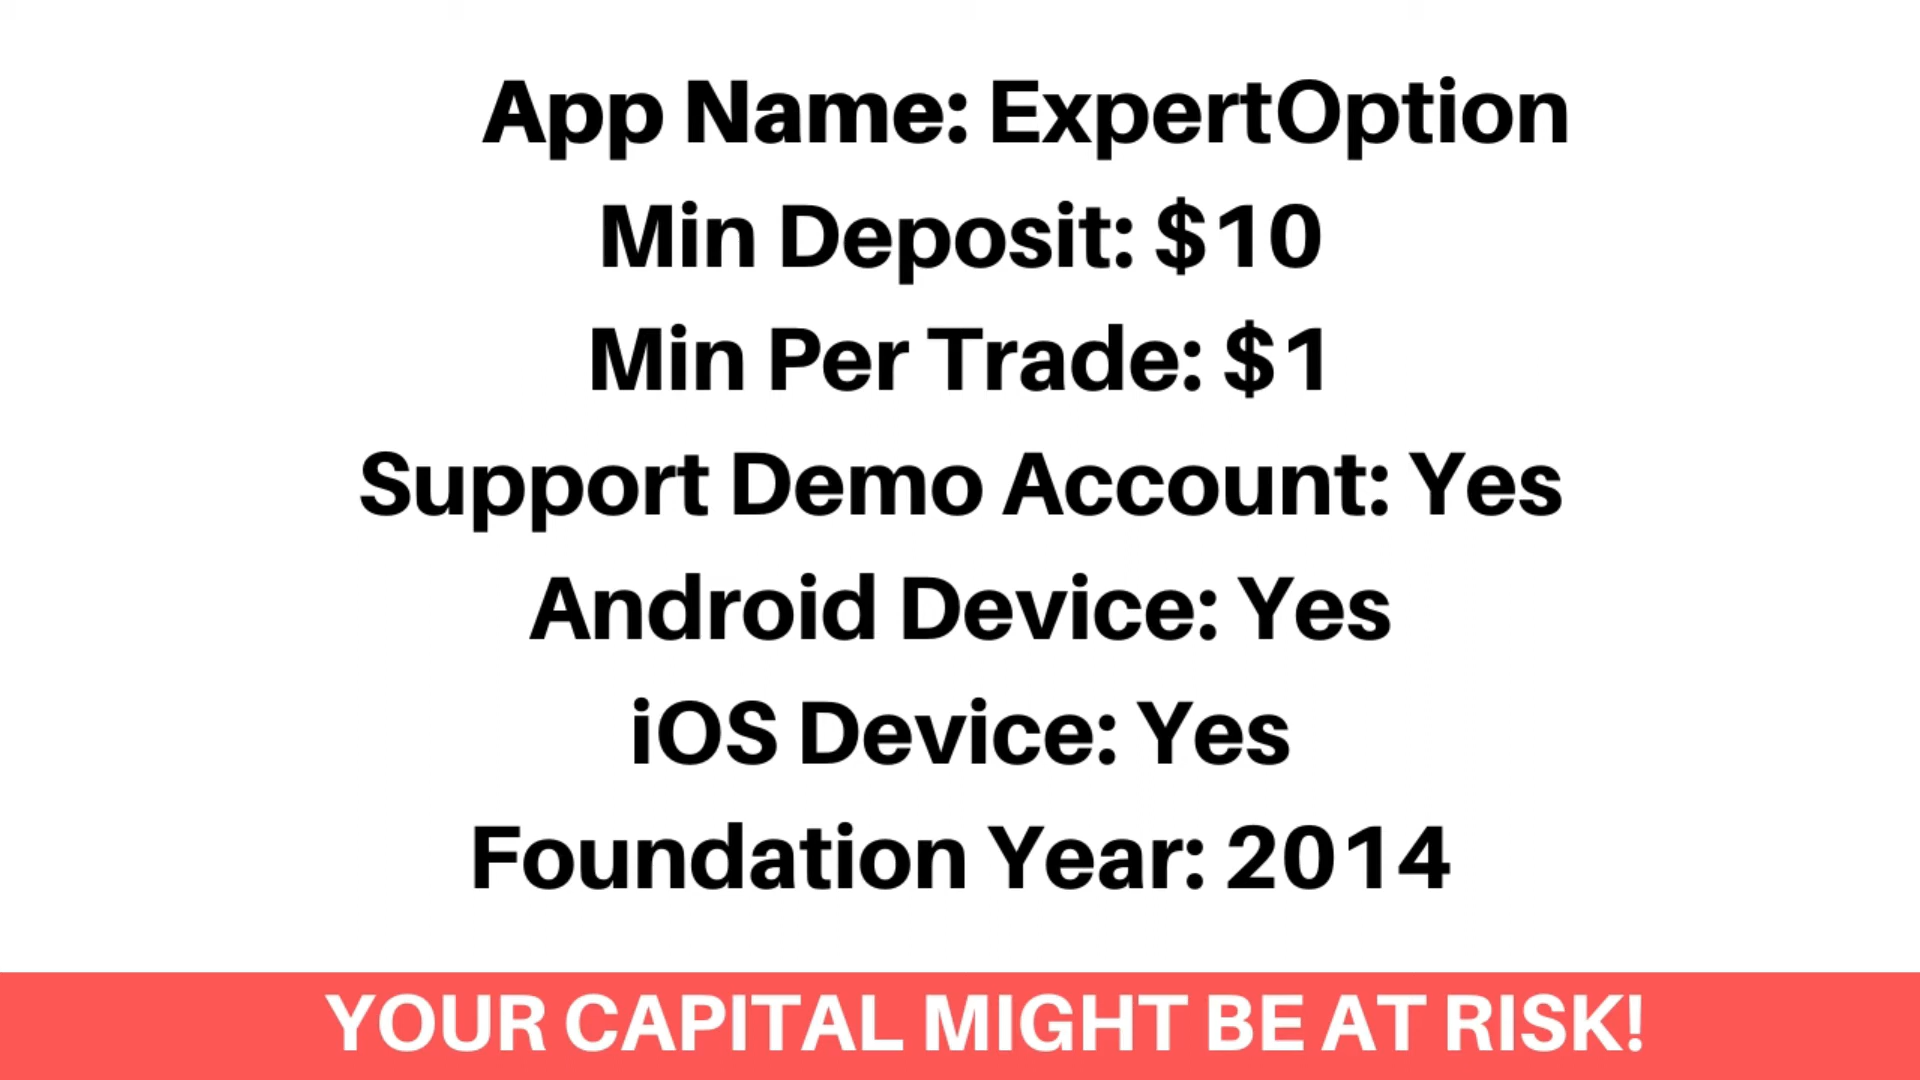 App Name: ExpertOption
Min Deposit: $10
Min Per Trade: $1
Support Demo Account: Yes
Android Device: Yes
iOS Device: Yes
Foundation Year: 2014
YOUR CAPITAL MIGHT BE AT RISK!